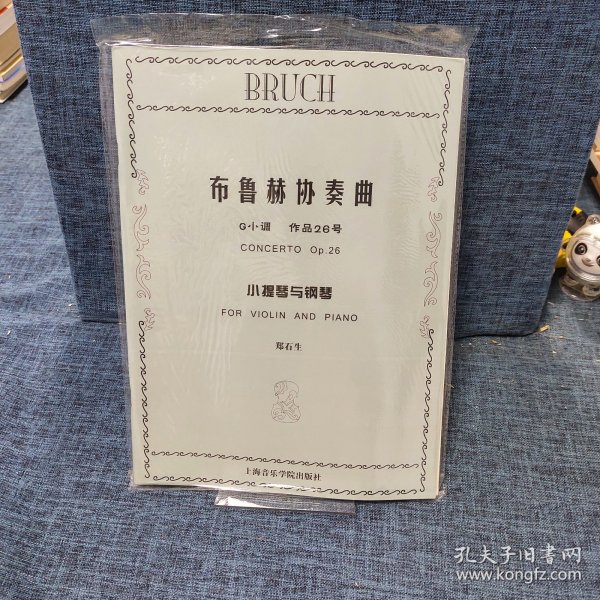 BRUCH
布鲁赫协奏曲
G小调 作品26号
CONCERTO Op.26
小提琴与钢琴
FOR VIOLIN AND PIANO
郑石生
上海音乐学院出版社
孔夫子旧书网
www.kongfz.com